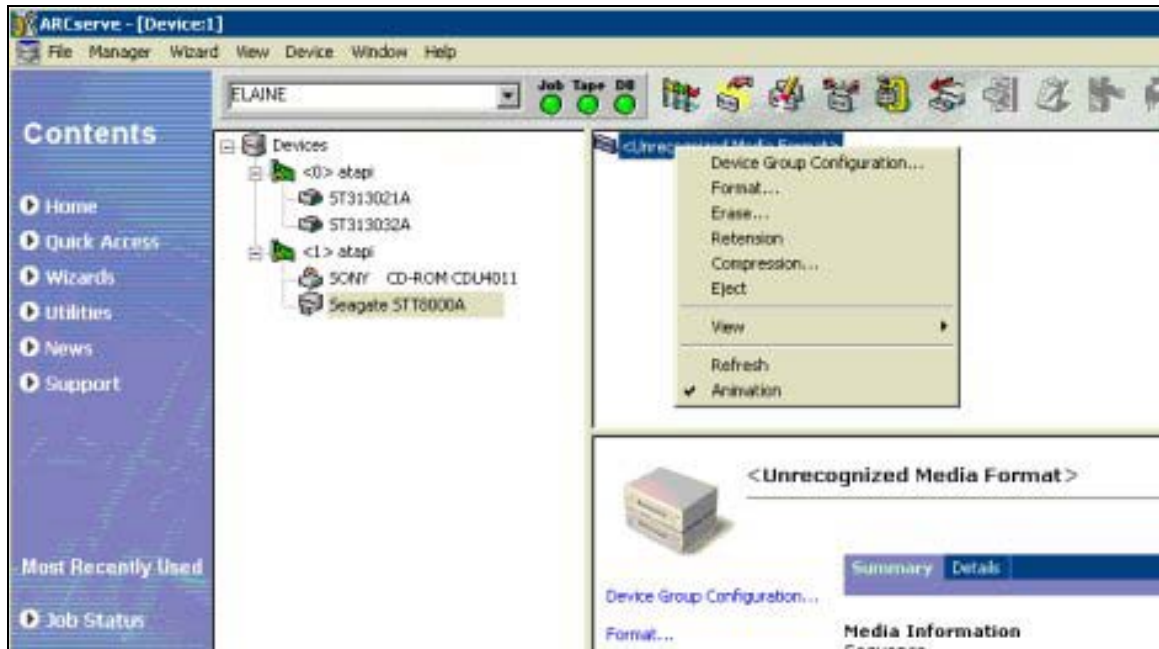 ARCserve - [Device:1]
File Manager Wizard View Device Window Help
ELAINE
Job Tape DB
Contents
Home
Quick Access
Wizards
Utilities
News
Support
Most Recently Used
Job Status
Devices
<0> atapi
ST313021A
ST313032A
<1> atapi
SONY CD-ROM CDU4011
Seagate STT8000A
<Unrecognized Media Format>
Device Group Configuration...
Format...
Erase...
Retension
Compression...
Eject
View
Refresh
Animation
<Unrecognized Media Format>
Device Group Configuration...
Format...
Summary Details
Media Information